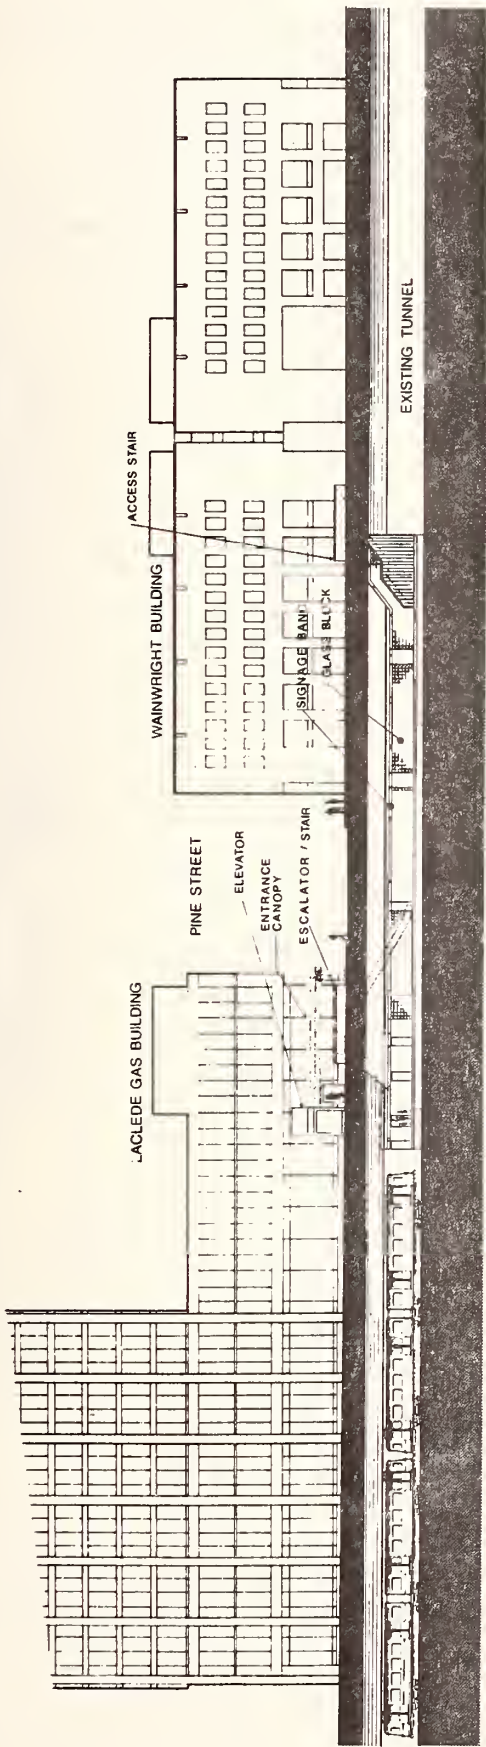 LACLEDE GAS BUILDING
PINE STREET
ELEVATOR
ENTRANCE
CANOPY
ESCALATOR / STAIR
WAINWRIGHT BUILDING
ACCESS STAIR
SIGNAGE BAND
GLASS BLOCK
EXISTING TUNNEL